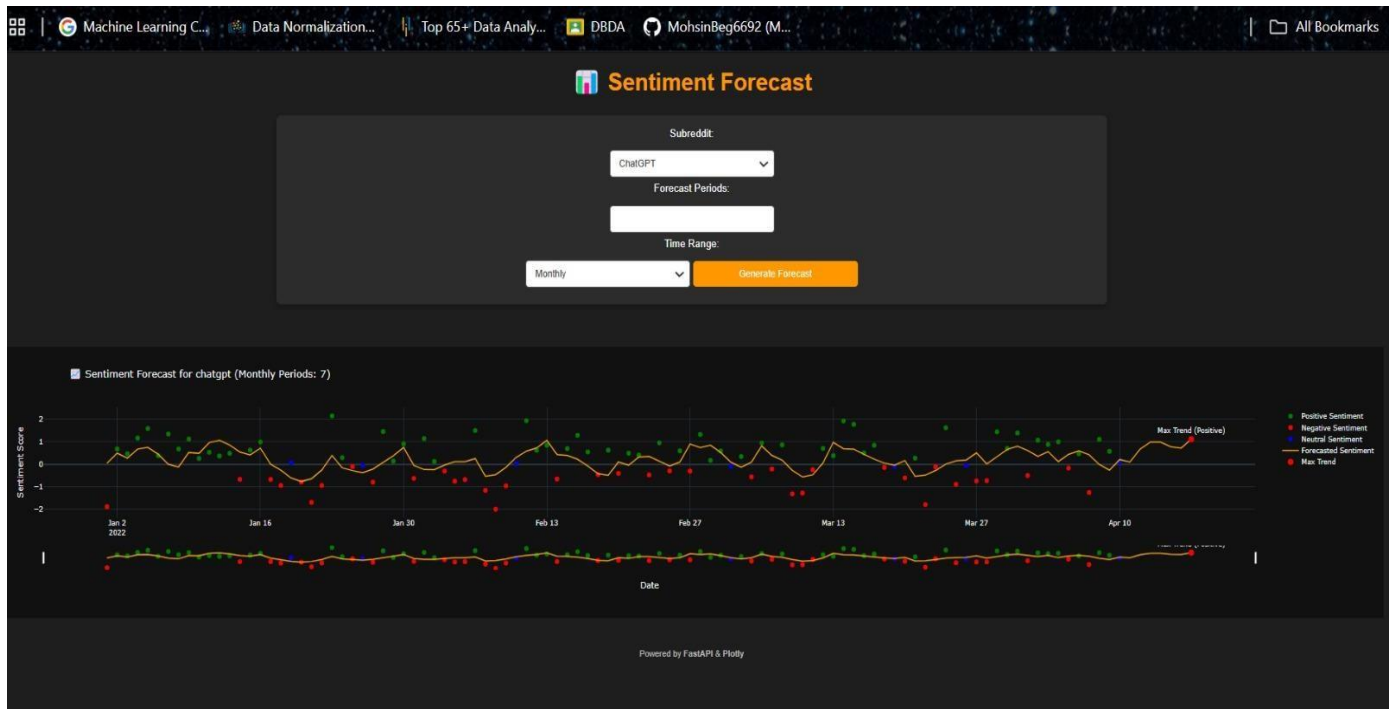 Machine Learning C... Data Normalization... Top 65+ Data Analy... DBDA MohsinBeg6692 (M... All Bookmarks
Sentiment Forecast
Subreddit:
ChatGPT
Forecast Periods:
Time Range:
Monthly Generate Forecast
Sentiment Forecast for chatgpt (Monthly Periods: 7)
Sentiment Score
2
1
0
−1
−2
Max Trend (Positive)
Positive Sentiment
Negative Sentiment
Neutral Sentiment
Forecasted Sentiment
Max Trend
Jan 2 Jan 16 Jan 30 Feb 13 Feb 27 Mar 13 Mar 27 Apr 10
2022
Max Trend (Positive)
Date
Powered by FastAPI & Plotly